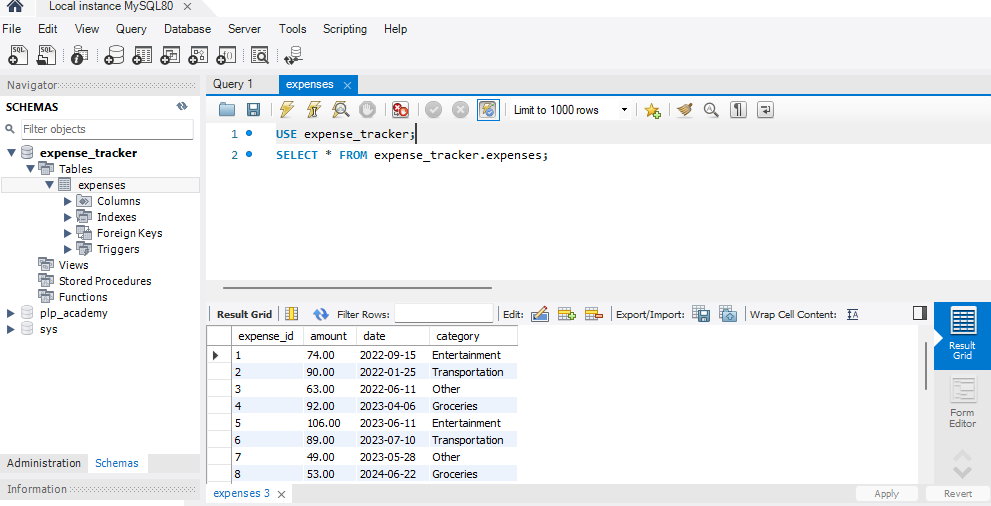 Local instance MySQL80 ×
File Edit View Query Database Server Tools Scripting Help
Navigator
SCHEMAS
Filter objects
expense_tracker
Tables
expenses
Columns
Indexes
Foreign Keys
Triggers
Views
Stored Procedures
Functions
plp_academy
sys
Administration Schemas
Information
Query 1 expenses ×
Limit to 1000 rows
1 USE expense_tracker;
2 SELECT * FROM expense_tracker.expenses;
Result Grid Filter Rows: Edit: Export/Import: Wrap Cell Content: IA
expense_id amount date category
1 74.00 2022-09-15 Entertainment
2 90.00 2022-01-25 Transportation
3 63.00 2022-06-11 Other
4 92.00 2023-04-06 Groceries
5 106.00 2023-06-11 Entertainment
6 89.00 2023-07-10 Transportation
7 49.00 2023-05-28 Other
8 53.00 2024-06-22 Groceries
Result
Grid
Form
Editor
expenses 3 × Apply Revert